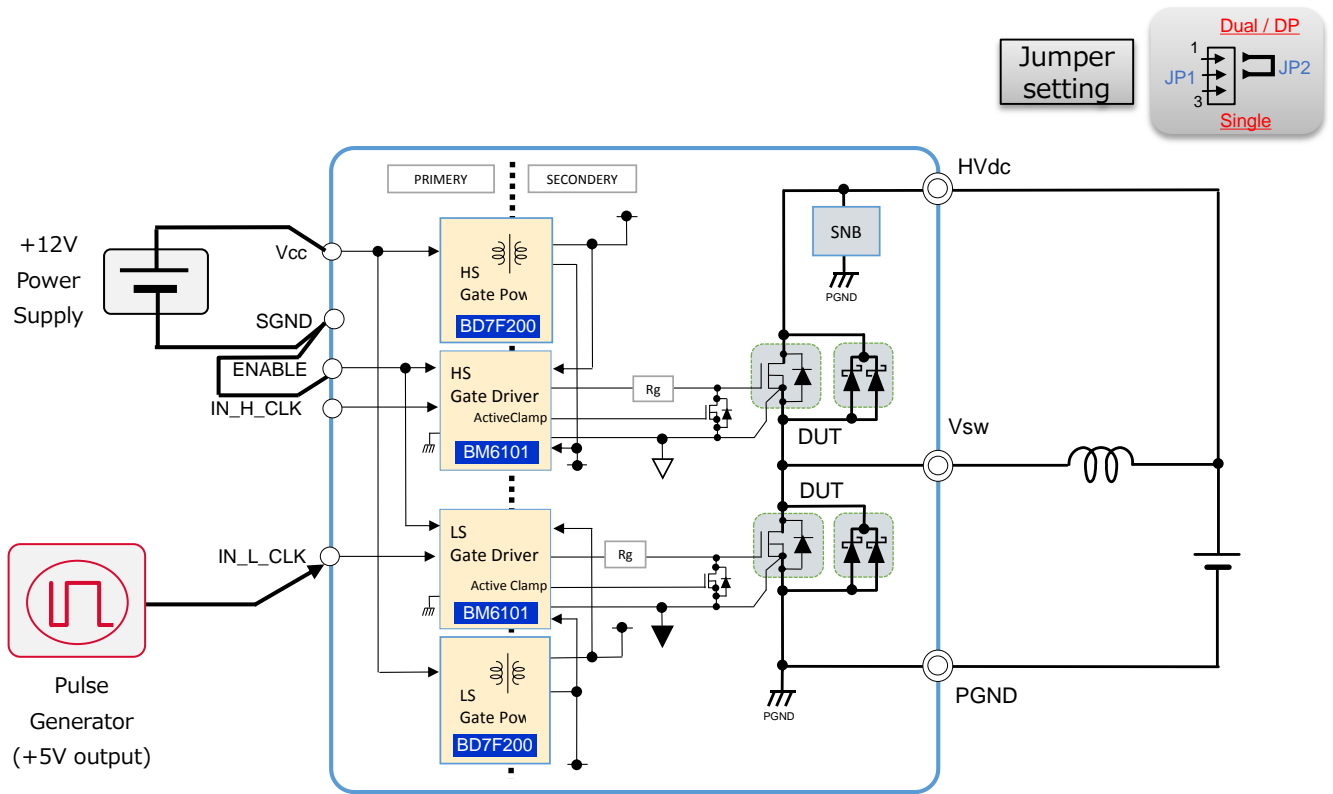 Dual / DP
Jumper
setting
1
JP1
JP2
3
Single
HVdc
PRIMERY
SECONDERY
+12V
Power
Supply
Vcc
SNB
PGND
HS
Gate Pow
BD7F200
SGND
ENABLE
IN_H_CLK
HS
Gate Driver
ActiveClamp
BM6101
Rg
DUT
Vsw
DUT
IN_L_CLK
LS
Gate Driver
Active Clamp
BM6101
Rg
LS
Gate Pow
BD7F200
PGND
PGND
Pulse
Generator
(+5V output)